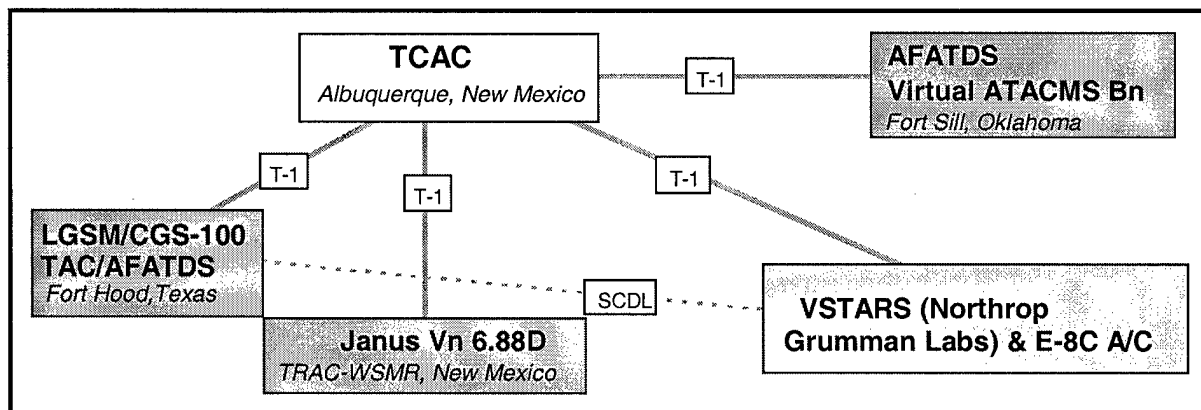 TCAC
Albuquerque, New Mexico
T-1
AFATDS
Virtual ATACMS Bn
Fort Sill, Oklahoma
T-1
T-1
T-1
LGSM/CGS-100
TAC/AFATDS
Fort Hood,Texas
SCDL
VSTARS (Northrop
Grumman Labs) & E-8C A/C
Janus Vn 6.88D
TRAC-WSMR, New Mexico